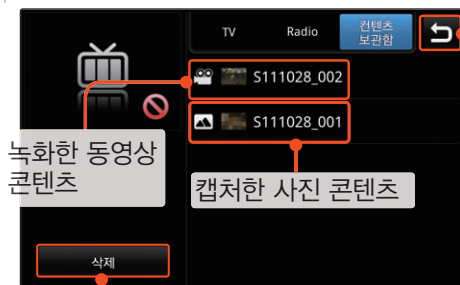 TV
Radio
컨텐츠
보관함
S111028_002
S111028_001
녹화한 동영상
콘텐츠
캡처한 사진 콘텐츠
삭제